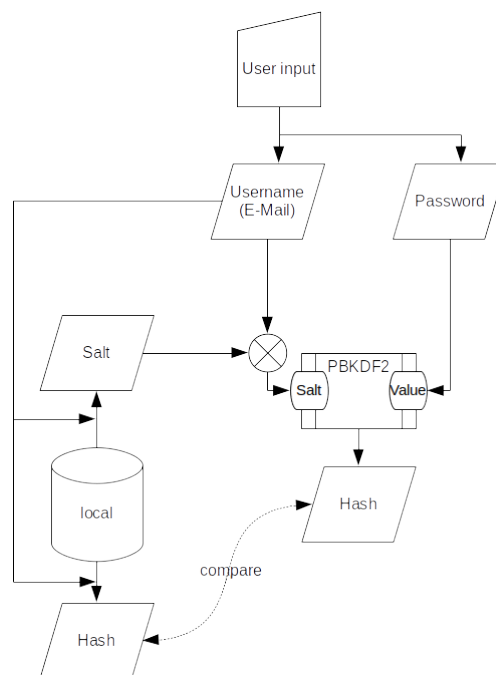 User input
Username
(E-Mail)
Password
Salt
PBKDF2
Salt
Value
local
Hash
compare
Hash